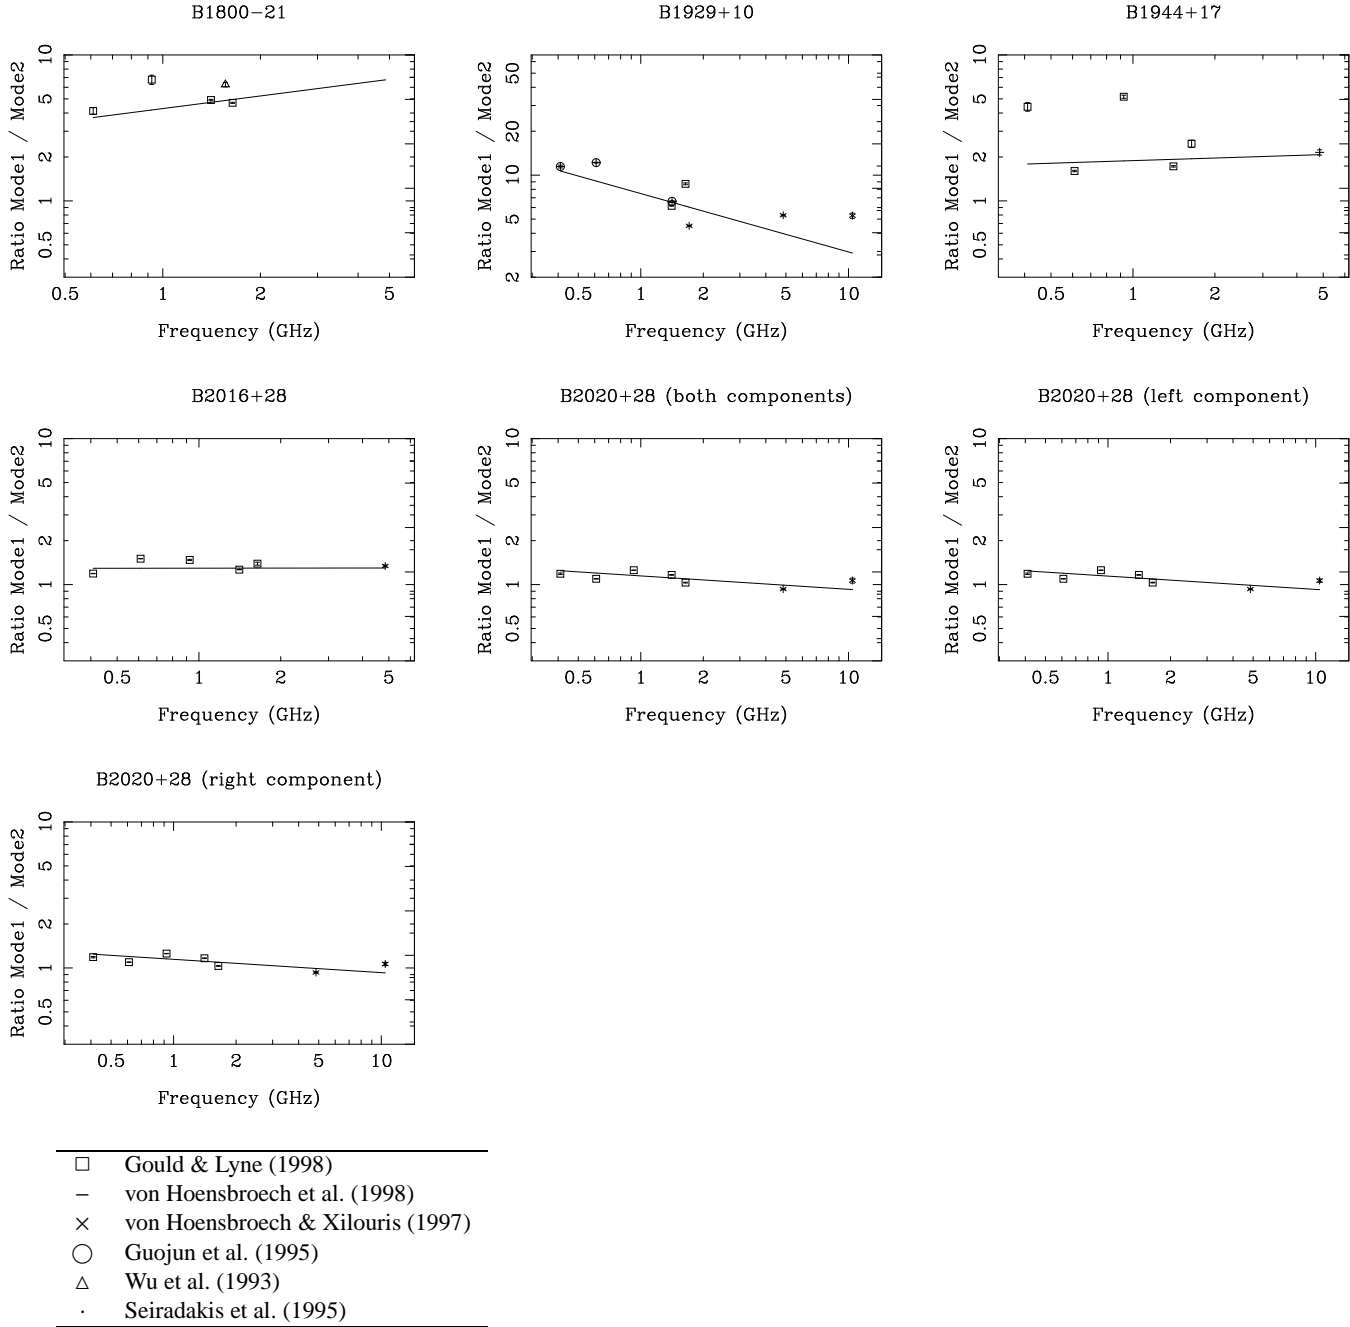 B1800−21
B1929+10
B1944+17
Ratio Mode1 / Mode2
10
5
2
1
0.5
0.5 1 2 5
Frequency (GHz)
Ratio Mode1 / Mode2
50
20
10
5
2
0.5 1 2 5 10
Frequency (GHz)
Ratio Mode1 / Mode2
10
5
2
1
0.5
0.5 1 2 5
Frequency (GHz)
B2016+28
B2020+28 (both components)
B2020+28 (left component)
Ratio Mode1 / Mode2
10
5
2
1
0.5
0.5 1 2 5
Frequency (GHz)
Ratio Mode1 / Mode2
10
5
2
1
0.5
0.5 1 2 5 10
Frequency (GHz)
Ratio Mode1 / Mode2
10
5
2
1
0.5
0.5 1 2 5 10
Frequency (GHz)
B2020+28 (right component)
Ratio Mode1 / Mode2
10
5
2
1
0.5
0.5 1 2 5 10
Frequency (GHz)
Gould & Lyne (1998)
von Hoensbroech et al. (1998)
von Hoensbroech & Xilouris (1997)
Guojun et al. (1995)
Wu et al. (1993)
Seiradakis et al. (1995)